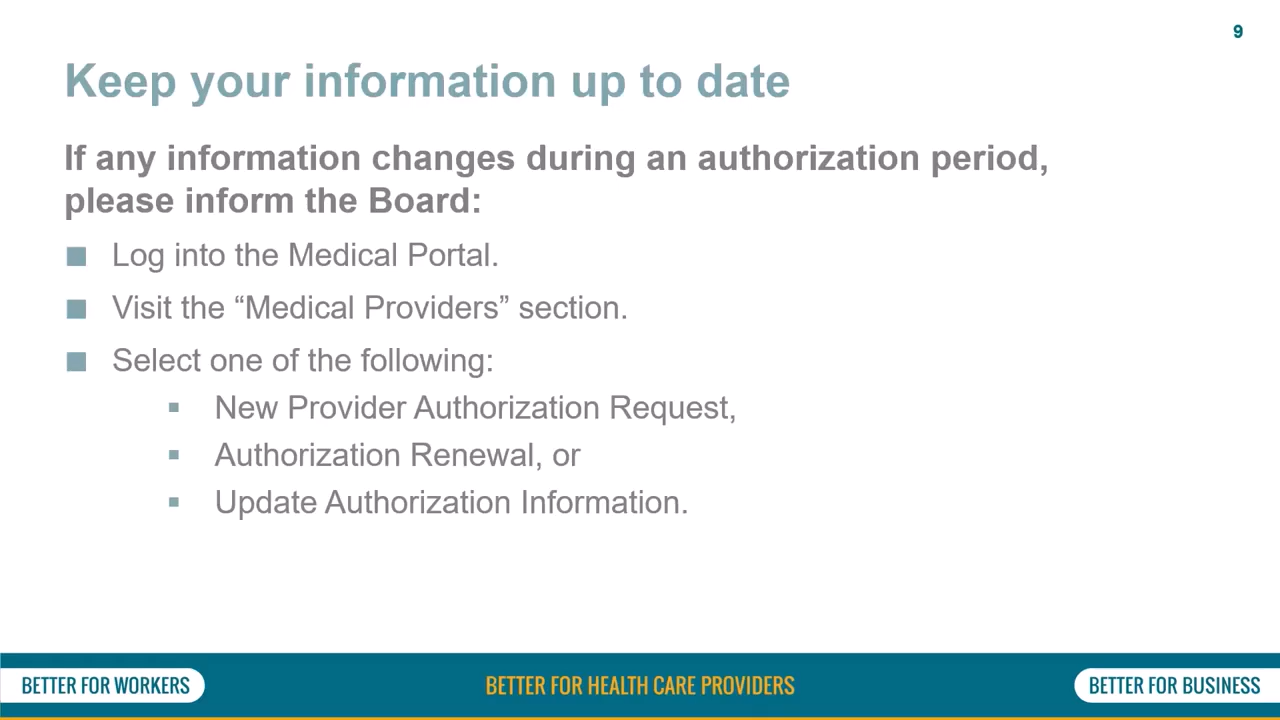 9
Keep your information up to date
If any information changes during an authorization period,
please inform the Board:
Log into the Medical Portal.
Visit the “Medical Providers” section.
Select one of the following:
New Provider Authorization Request,
Authorization Renewal, or
Update Authorization Information.
BETTER FOR WORKERS
BETTER FOR HEALTH CARE PROVIDERS
BETTER FOR BUSINESS